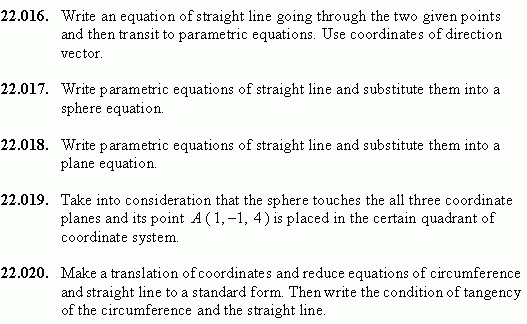 22.016. Write an equation of straight line going through the two given points
and then transit to parametric equations. Use coordinates of direction
vector.
22.017. Write parametric equations of straight line and substitute them into a
sphere equation.
22.018. Write parametric equations of straight line and substitute them into a
plane equation.
22.019. Take into consideration that the sphere touches the all three coordinate
planes and its point A ( 1, −1, 4 ) is placed in the certain quadrant of
coordinate system.
22.020. Make a translation of coordinates and reduce equations of circumference
and straight line to a standard form. Then write the condition of tangency
of the circumference and the straight line.